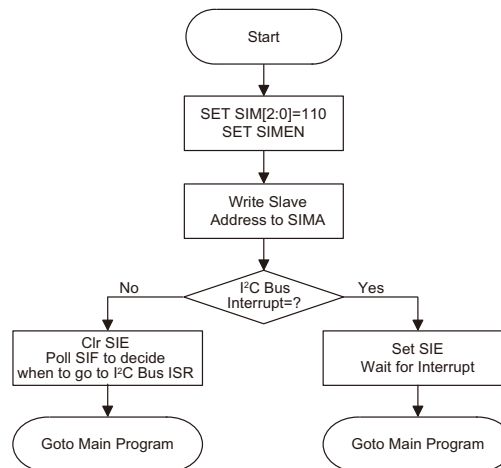 Start
SET SIM[2:0]=110
SET SIMEN
Write Slave
Address to SIMA
I²C Bus
Interrupt=?
No
Yes
Clr SIE
Poll SIF to decide
when to go to I²C Bus ISR
Set SIE
Wait for Interrupt
Goto Main Program
Goto Main Program